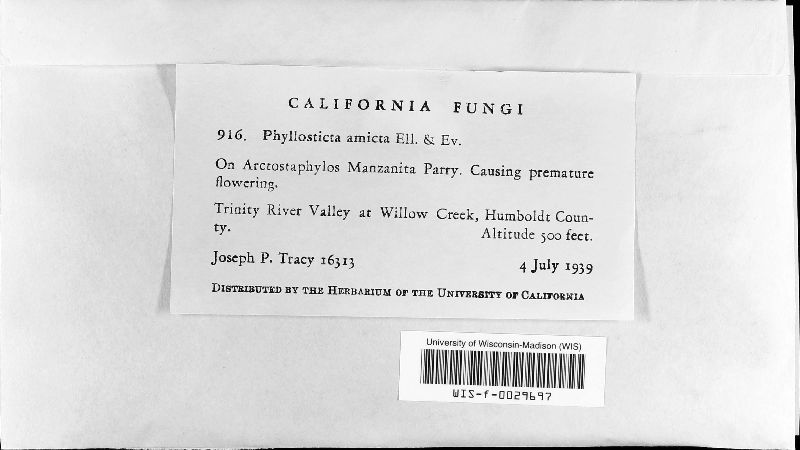 CALIFORNIA FUNGI
916. Phyllosticta amicta Ell. & Ev.
On Arctostaphylos Manzanita Parry. Causing premature
flowering.
Trinity River Valley at Willow Creek, Humboldt Coun-
ty. Altitude 500 feet.
Joseph P. Tracy 16313 4 July 1939
DISTRIBUTED BY THE HERBARIUM OF THE UNIVERSITY OF CALIFORNIA
University of Wisconsin-Madison (WIS)
WIS-f-0029697